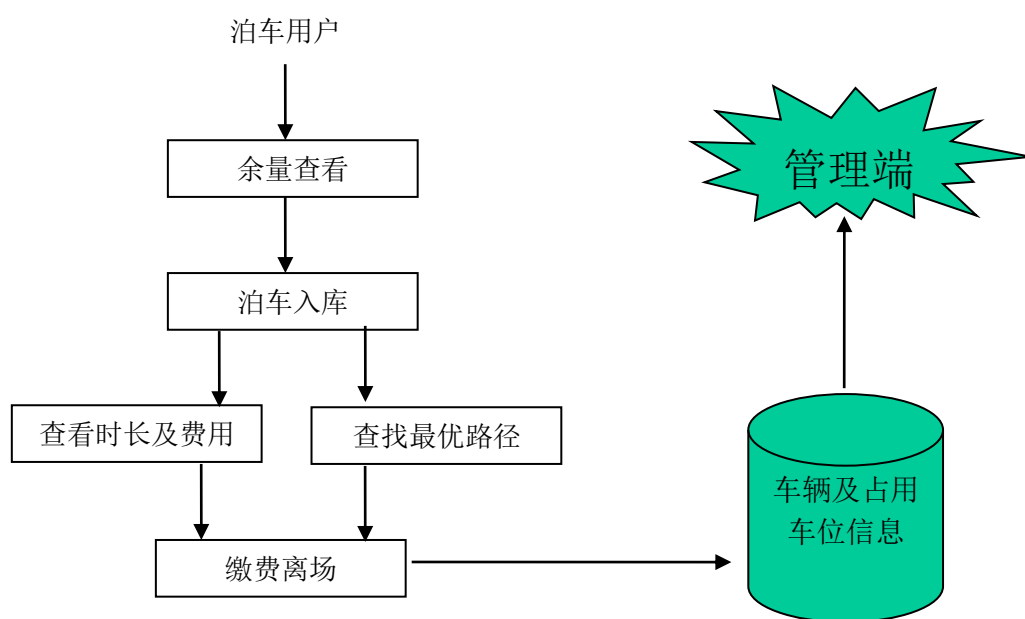 泊车用户
余量查看
管理端
泊车入库
查看时长及费用
查找最优路径
车辆及占用
车位信息
缴费离场